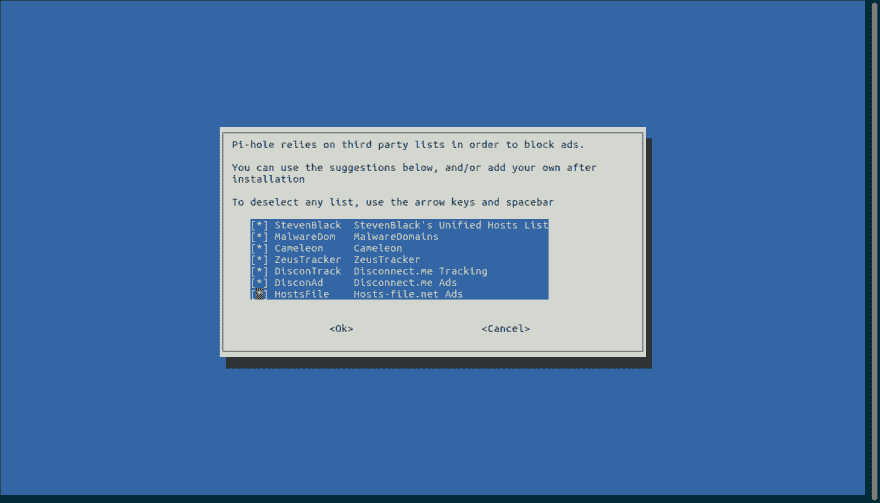 Pi-hole relies on third party lists in order to block ads.
You can use the suggestions below, and/or add your own after
installation
To deselect any list, use the arrow keys and spacebar
[*] StevenBlack  StevenBlack's Unified Hosts List
[*] MalwareDom   MalwareDomains
[*] Cameleon     Cameleon
[*] ZeusTracker  ZeusTracker
[*] DisconTrack  Disconnect.me Tracking
[*] DisconAd     Disconnect.me Ads
[*] HostsFile    Hosts-file.net Ads
<Ok>  <Cancel>